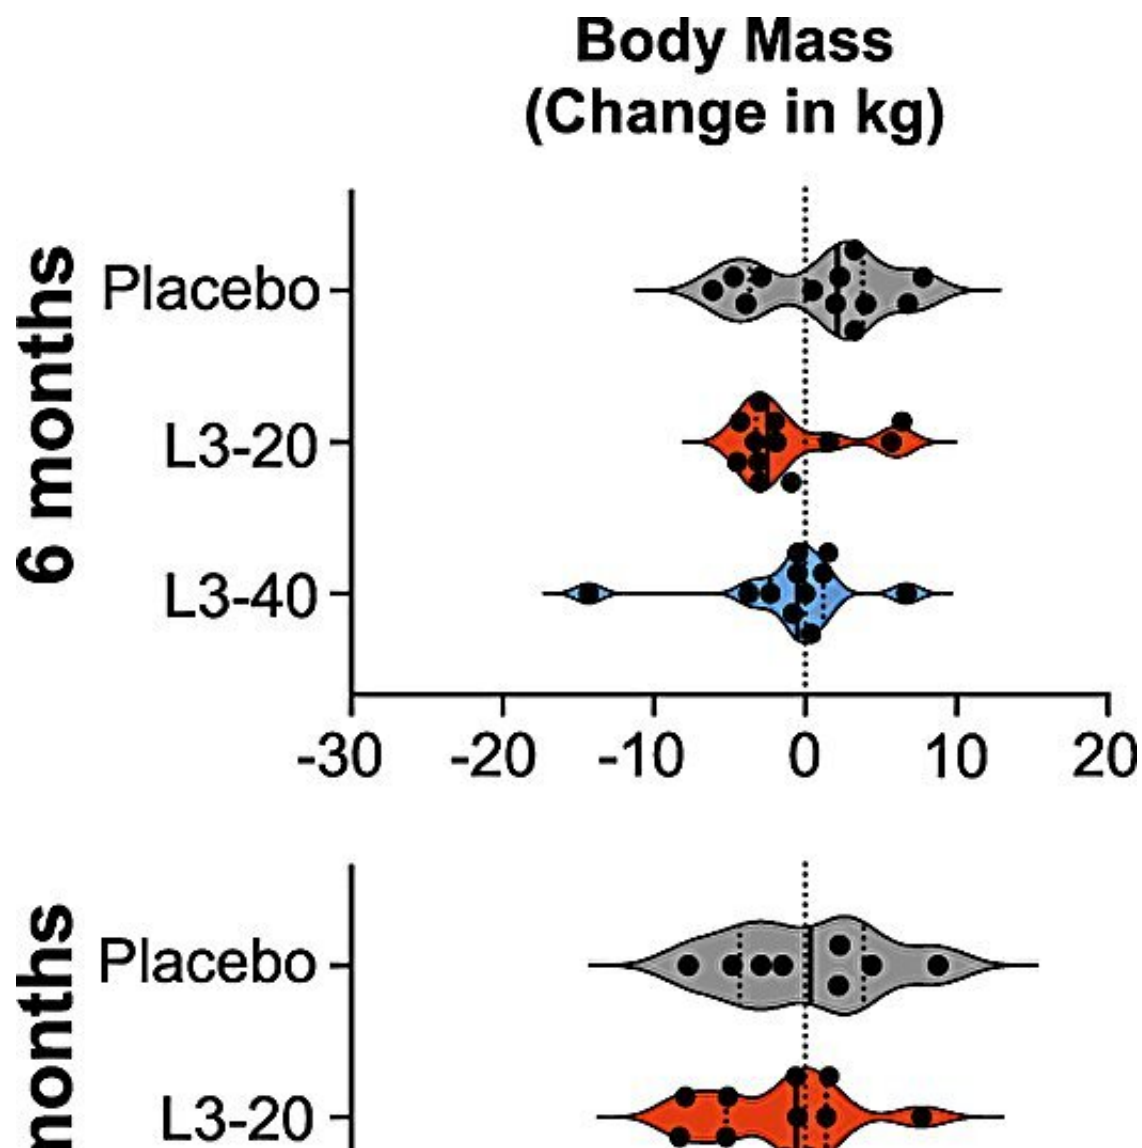 Body Mass
(Change in kg)
6 months
Placebo
L3-20
L3-40
-30 -20 -10 0 10 20
months
Placebo
L3-20